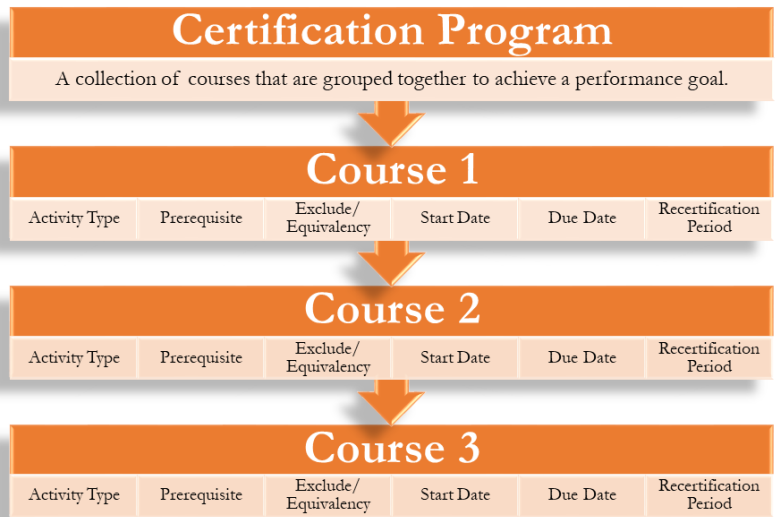 Certification Program
A collection of courses that are grouped together to achieve a performance goal.
Course 1
Activity Type
Prerequisite
Exclude/
Equivalency
Start Date
Due Date
Recertification
Period
Course 2
Activity Type
Prerequisite
Exclude/
Equivalency
Start Date
Due Date
Recertification
Period
Course 3
Activity Type
Prerequisite
Exclude/
Equivalency
Start Date
Due Date
Recertification
Period